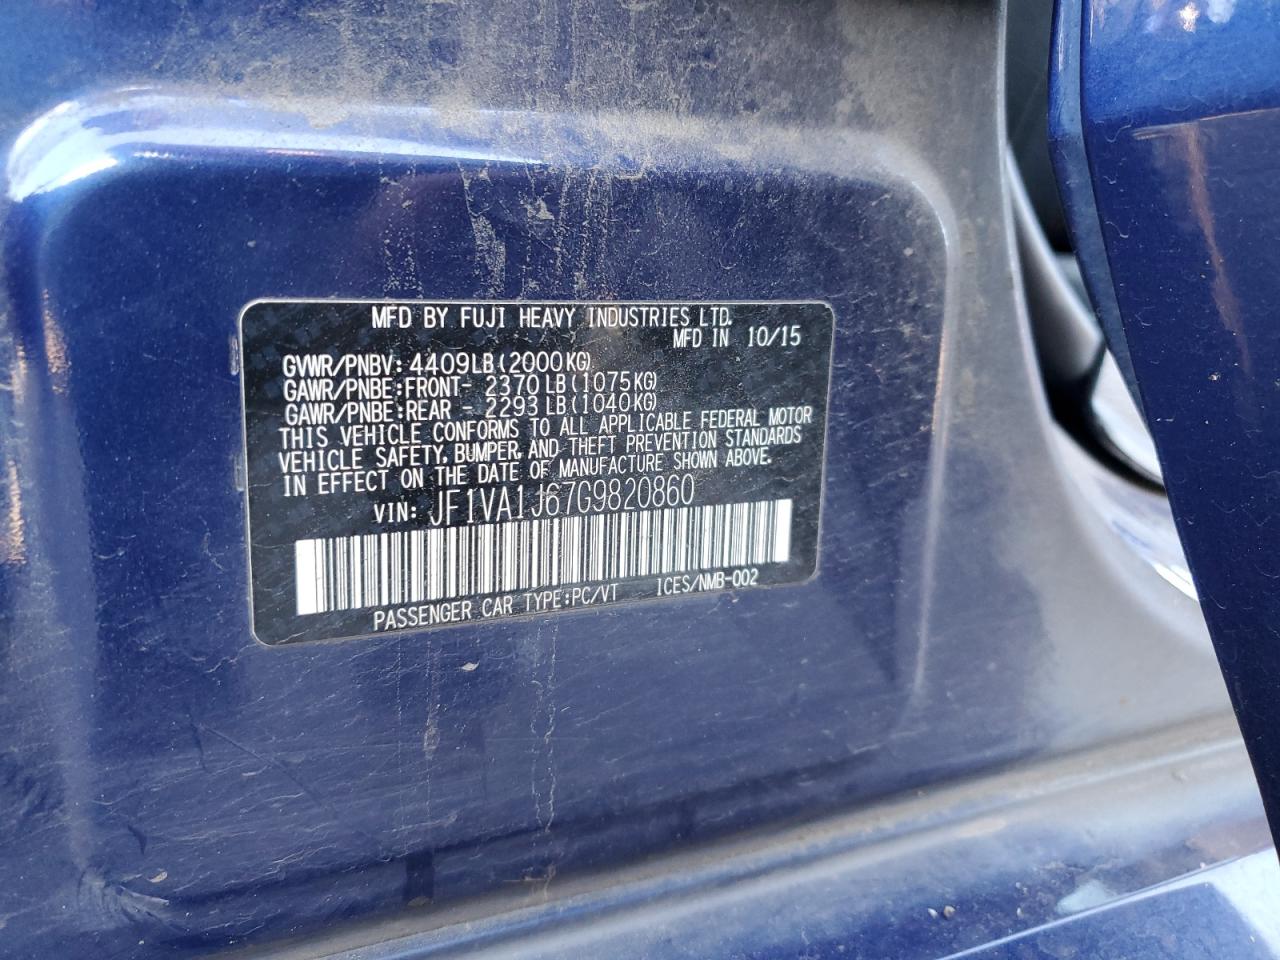 MFD BY FUJI HEAVY INDUSTRIES LTD.
MFD IN 10/15
GVWR/PNBV: 4409LB(2000KG)
GAWR/PNBE:FRONT- 2370LB(1075KG)
GAWR/PNBE:REAR - 2293LB(1040KG)
THIS VEHICLE CONFORMS TO ALL APPLICABLE FEDERAL MOTOR
VEHICLE SAFETY, BUMPER, AND THEFT PREVENTION STANDARDS
IN EFFECT ON THE DATE OF MANUFACTURE SHOWN ABOVE.
VIN: JF1VA1J67G9820860
PASSENGER CAR TYPE:PC/VT ICES/NMB-002